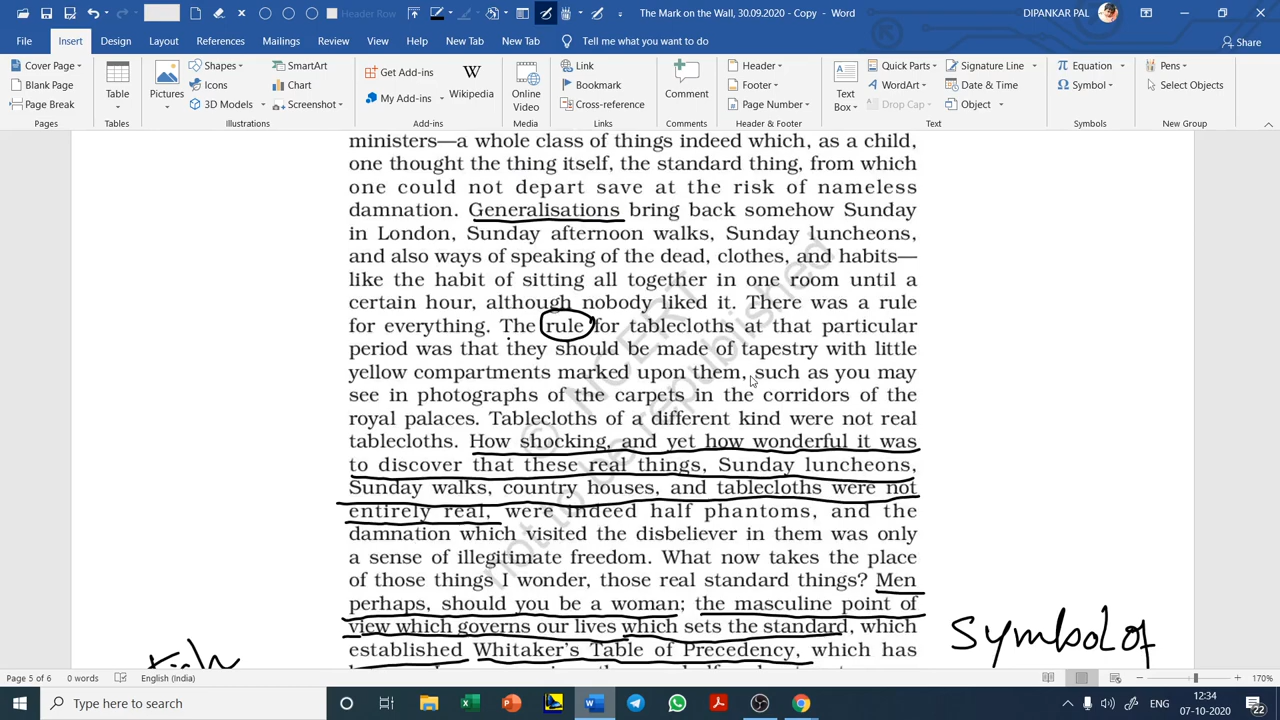 The Mark on the Wall, 30.09.2020 - Copy - Word
DIPANKAR PAL
File Insert Design Layout References Mailings Review View Help New Tab New Tab Tell me what you want to do Share
Cover Page
Blank Page
Page Break
Pages
Table
Tables
Pictures
Shapes
Icons
3D Models
SmartArt
Chart
Screenshot
Illustrations
Get Add-ins
My Add-ins
Wikipedia
Add-ins
Online Video
Media
Link
Bookmark
Cross-reference
Links
Comment
Comments
Header
Footer
Page Number
Header & Footer
Text Box
Quick Parts
WordArt
Drop Cap
Signature Line
Date & Time
Object
Text
Equation
Symbol
Symbols
Pens
Select Objects
New Group
ministers—a whole class of things indeed which, as a child,
one thought the thing itself, the standard thing, from which
one could not depart save at the risk of nameless
damnation. Generalisations bring back somehow Sunday
in London, Sunday afternoon walks, Sunday luncheons,
and also ways of speaking of the dead, clothes, and habits—
like the habit of sitting all together in one room until a
certain hour, although nobody liked it. There was a rule
for everything. The rule for tablecloths at that particular
period was that they should be made of tapestry with little
yellow compartments marked upon them, such as you may
see in photographs of the carpets in the corridors of the
royal palaces. Tablecloths of a different kind were not real
tablecloths. How shocking, and yet how wonderful it was
to discover that these real things, Sunday luncheons,
Sunday walks, country houses, and tablecloths were not
entirely real, were indeed half phantoms, and the
damnation which visited the disbeliever in them was only
a sense of illegitimate freedom. What now takes the place
of those things I wonder, those real standard things? Men
perhaps, should you be a woman; the masculine point of
view which governs our lives which sets the standard, which
established Whitaker's Table of Precedency, which has
© NCERT
not to be republished
Symbol of
Page 5 of 6 0 words English (India) 170%
Type here to search
ENG
12:34
07-10-2020
22